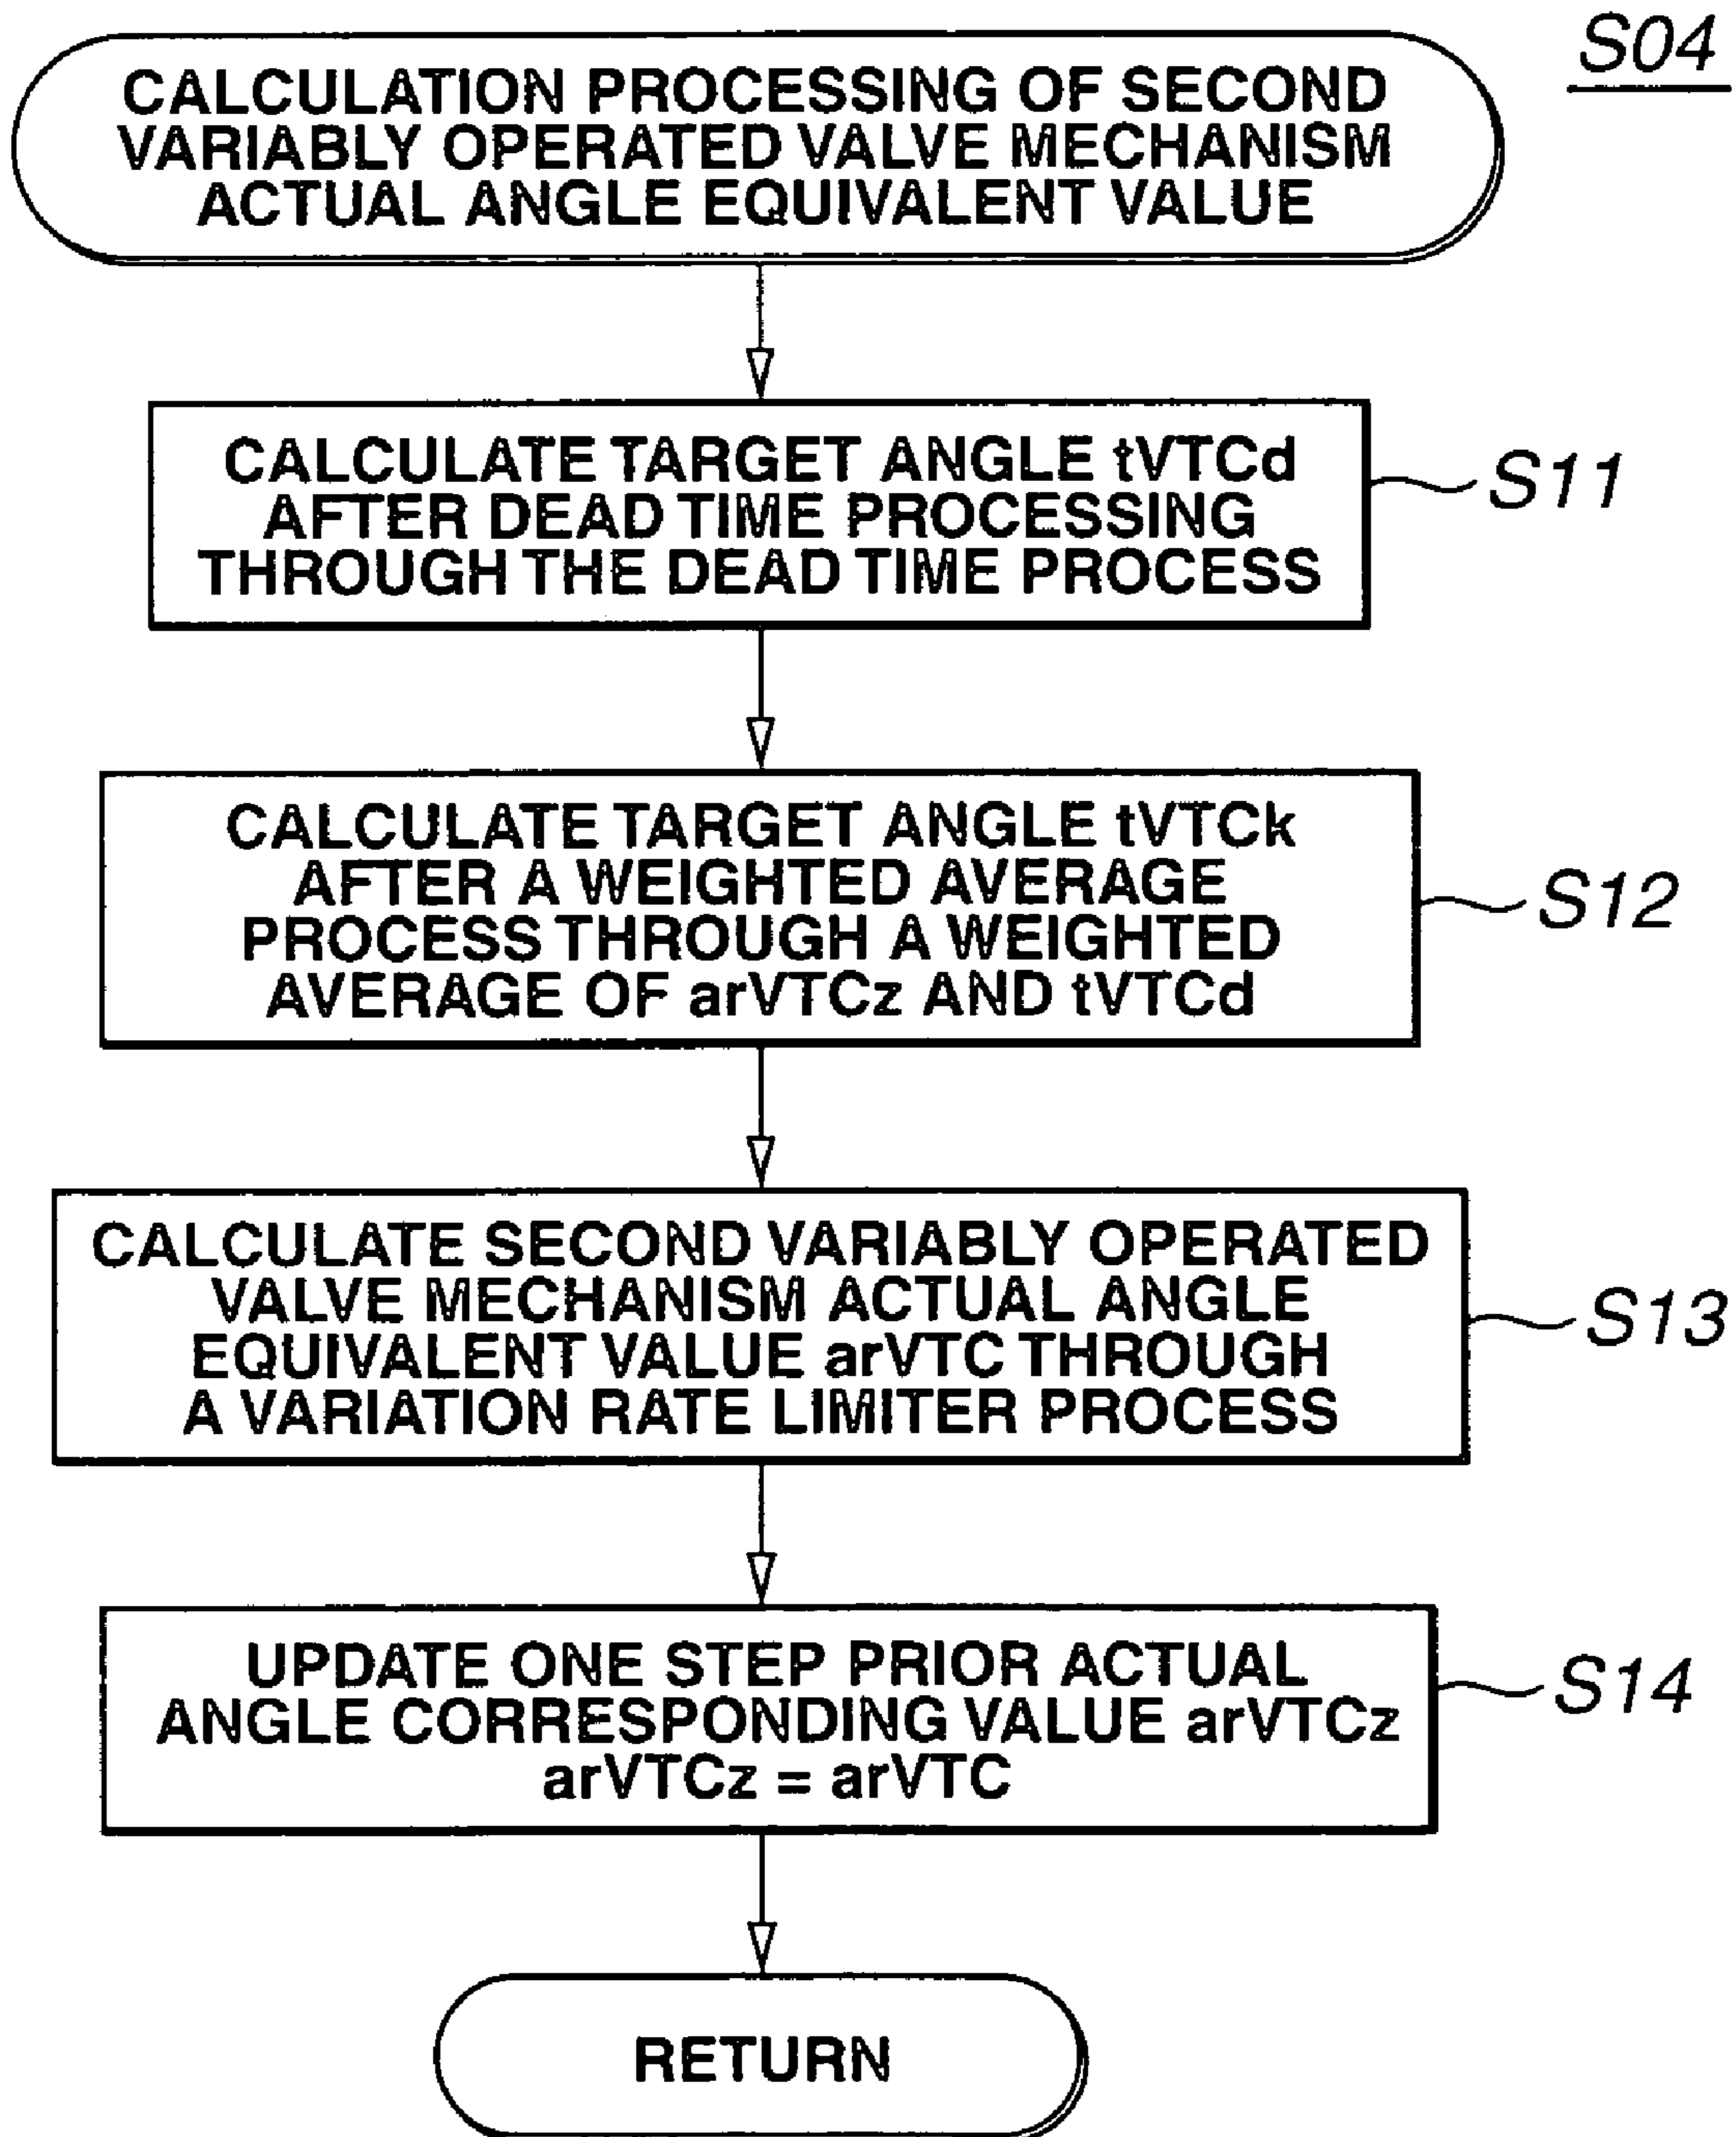 S04
CALCULATION PROCESSING OF SECOND
VARIABLY OPERATED VALVE MECHANISM
ACTUAL ANGLE EQUIVALENT VALUE
CALCULATE TARGET ANGLE tVTCd
AFTER DEAD TIME PROCESSING
THROUGH THE DEAD TIME PROCESS
S11
CALCULATE TARGET ANGLE tVTCk
AFTER A WEIGHTED AVERAGE
PROCESS THROUGH A WEIGHTED
AVERAGE OF arVTCz AND tVTCd
S12
CALCULATE SECOND VARIABLY OPERATED
VALVE MECHANISM ACTUAL ANGLE
EQUIVALENT VALUE arVTC THROUGH
A VARIATION RATE LIMITER PROCESS
S13
UPDATE ONE STEP PRIOR ACTUAL
ANGLE CORRESPONDING VALUE arVTCz
arVTCz = arVTC
S14
RETURN